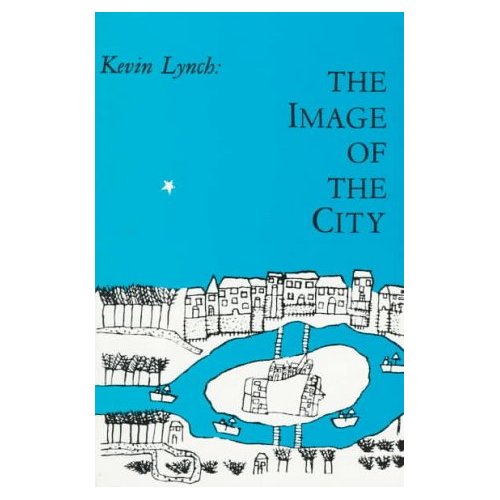 Kevin Lynch:
THE
IMAGE
OF
THE
CITY